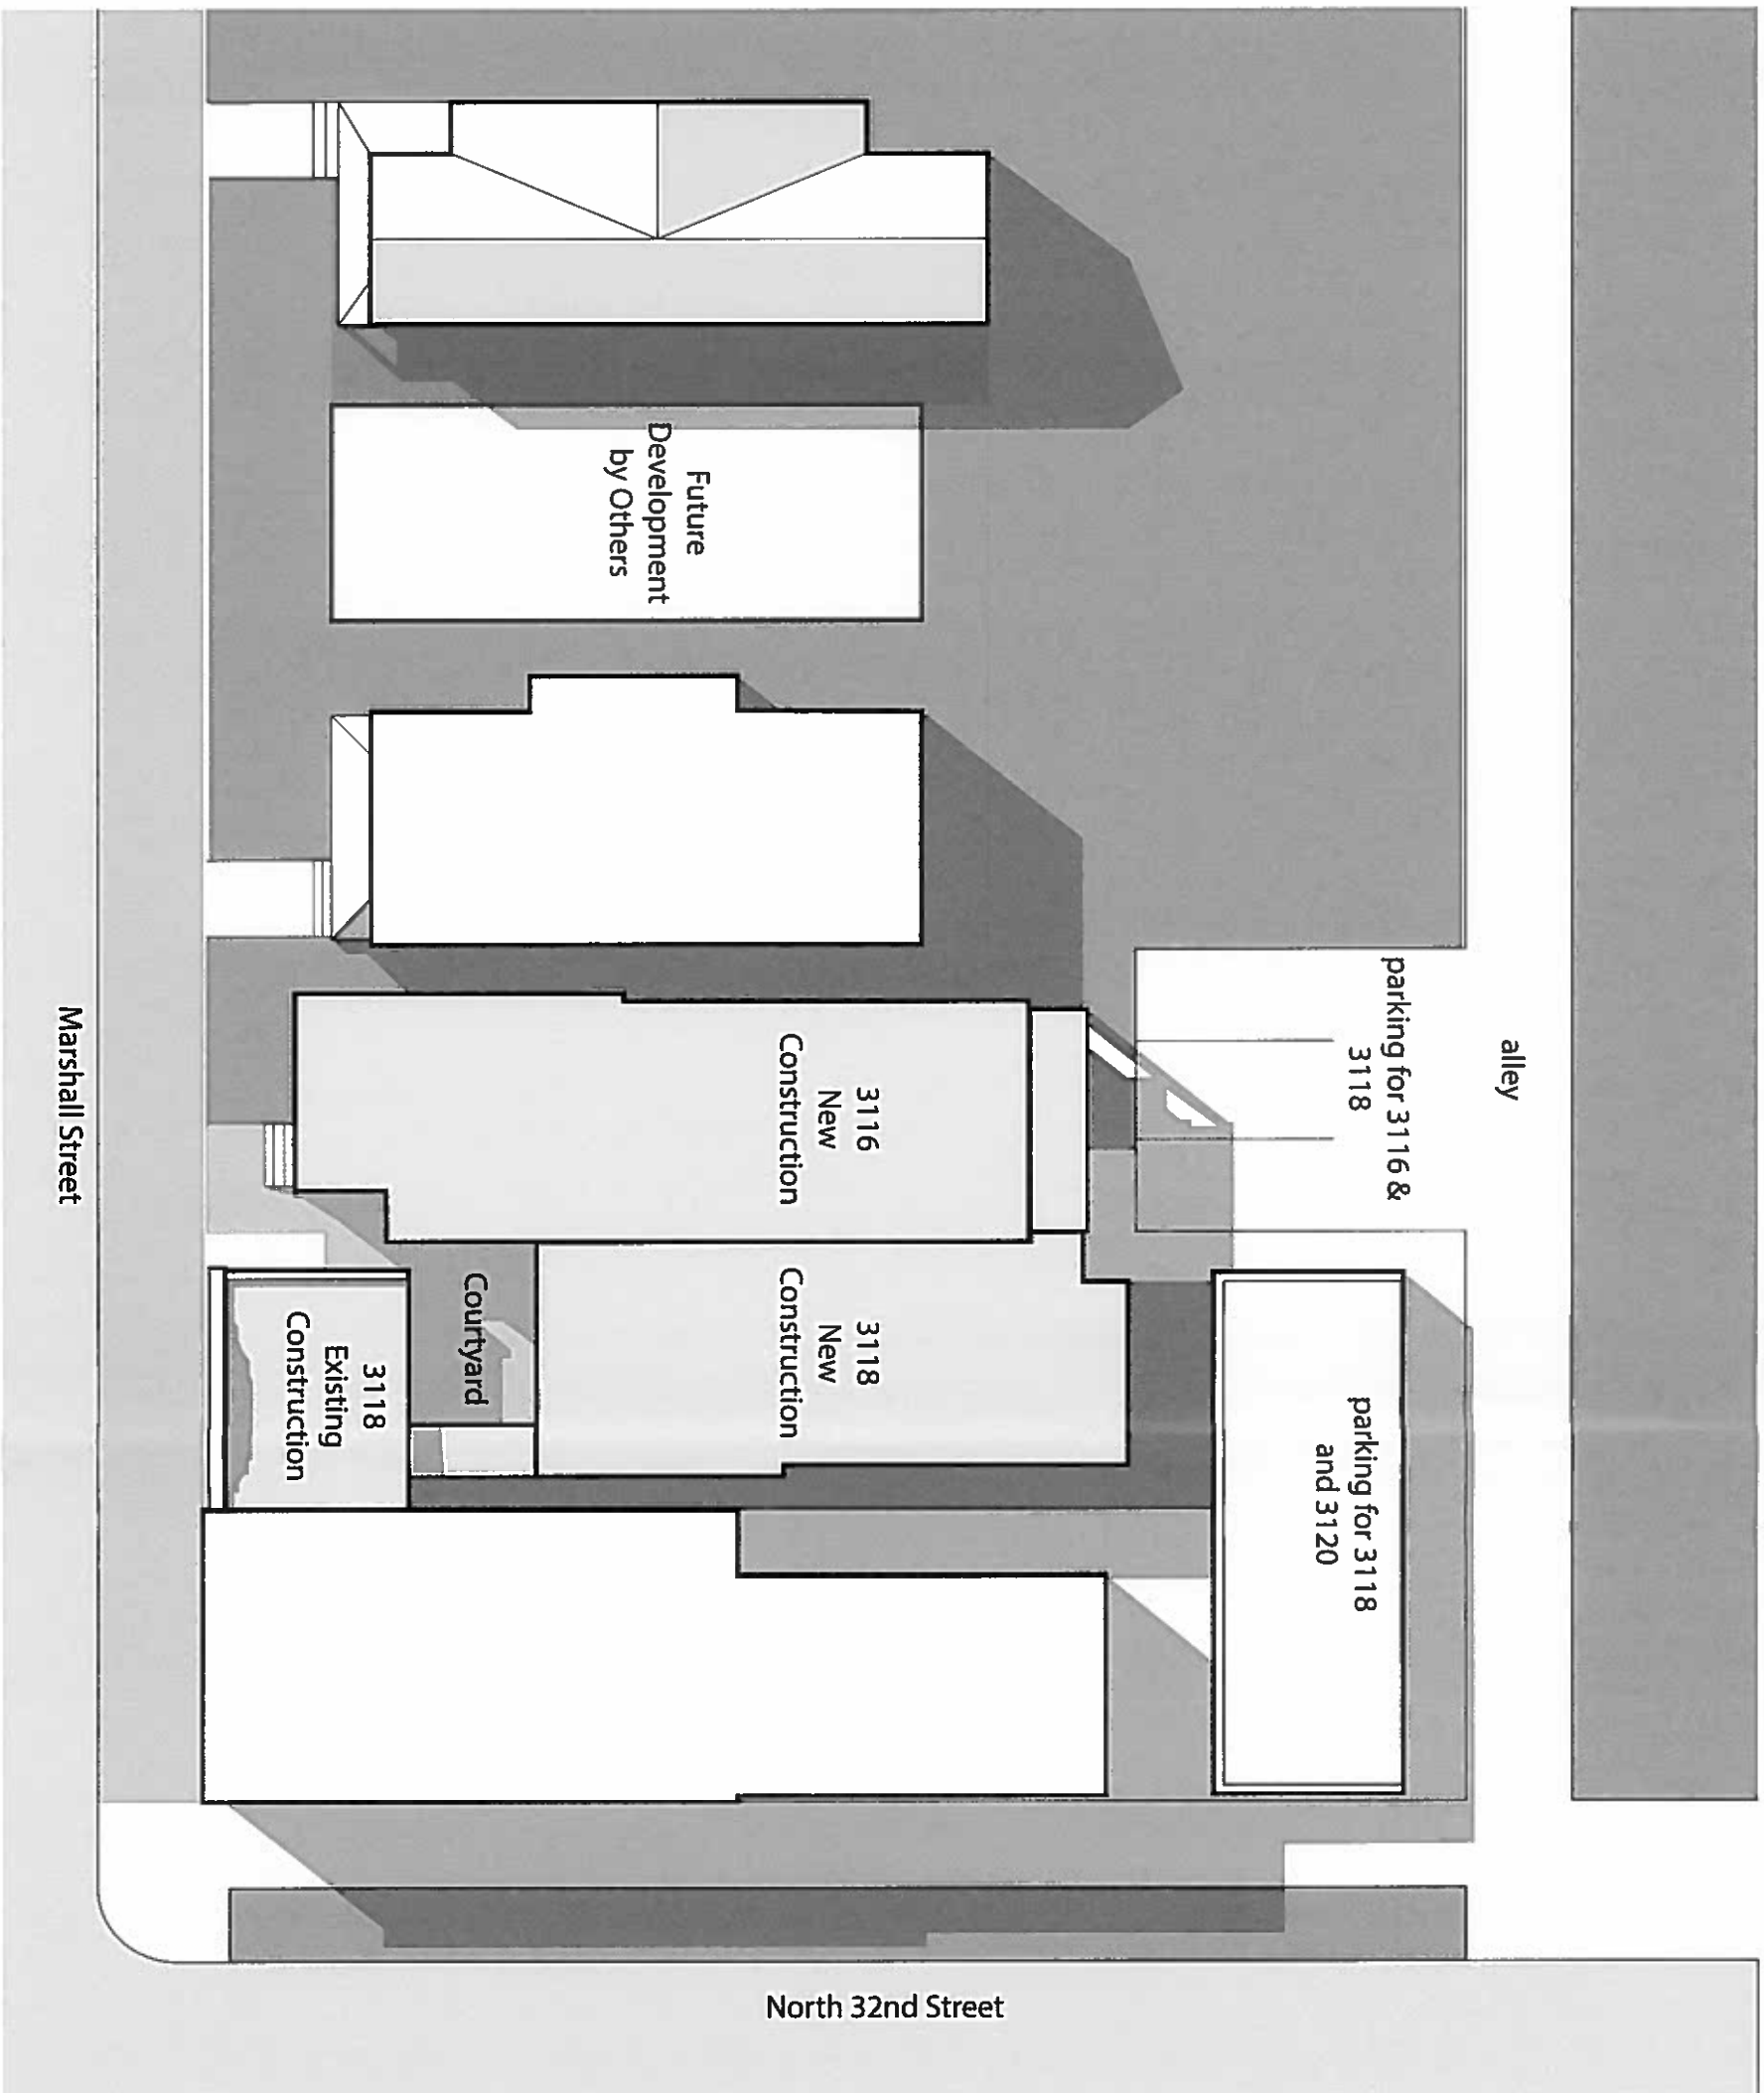 alley
parking for 3116 &
3118
parking for 3118
and 3120
Future
Development
by Others
3116
New
Construction
3118
New
Construction
Courtyard
3118
Existing
Construction
Marshall Street
North 32nd Street